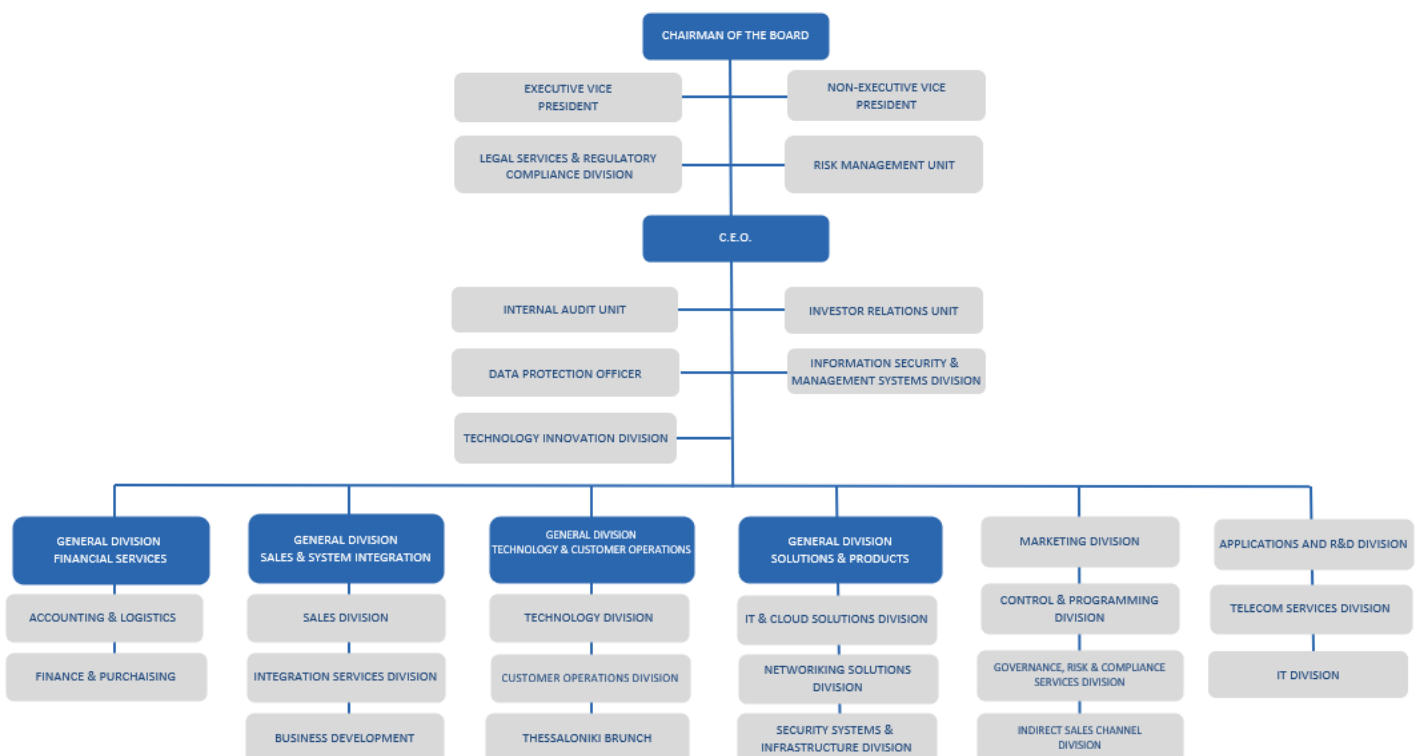 CHAIRMAN OF THE BOARD
EXECUTIVE VICE
PRESIDENT
NON-EXECUTIVE VICE
PRESIDENT
LEGAL SERVICES & REGULATORY
COMPLIANCE DIVISION
RISK MANAGEMENT UNIT
C.E.O.
INTERNAL AUDIT UNIT
INVESTOR RELATIONS UNIT
DATA PROTECTION OFFICER
INFORMATION SECURITY &
MANAGEMENT SYSTEMS DIVISION
TECHNOLOGY INNOVATION DIVISION
GENERAL DIVISION
FINANCIAL SERVICES
ACCOUNTING & LOGISTICS
FINANCE & PURCHAISING
GENERAL DIVISION
SALES & SYSTEM INTEGRATION
SALES DIVISION
INTEGRATION SERVICES DIVISION
BUSINESS DEVELOPMENT
GENERAL DIVISION
TECHNOLOGY & CUSTOMER OPERATIONS
TECHNOLOGY DIVISION
CUSTOMER OPERATIONS DIVISION
THESSALONIKI BRUNCH
GENERAL DIVISION
SOLUTIONS & PRODUCTS
IT & CLOUD SOLUTIONS DIVISION
NETWORIKING SOLUTIONS
DIVISION
SECURITY SYSTEMS &
INFRASTRUCTURE DIVISION
MARKETING DIVISION
CONTROL & PROGRAMMING
DIVISION
GOVERNANCE, RISK & COMPLIANCE
SERVICES DIVISION
INDIRECT SALES CHANNEL
DIVISION
APPLICATIONS AND R&D DIVISION
TELECOM SERVICES DIVISION
IT DIVISION